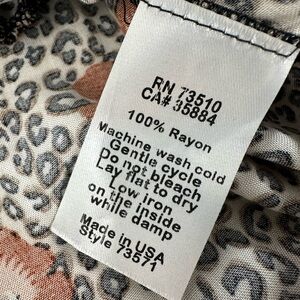 RN 73510
CA# 35884
100% Rayon
Machine wash cold
Gentle cycle
Do not bleach
Lay flat to dry
Low iron
on the inside
while damp
Made in USA
Style 73571